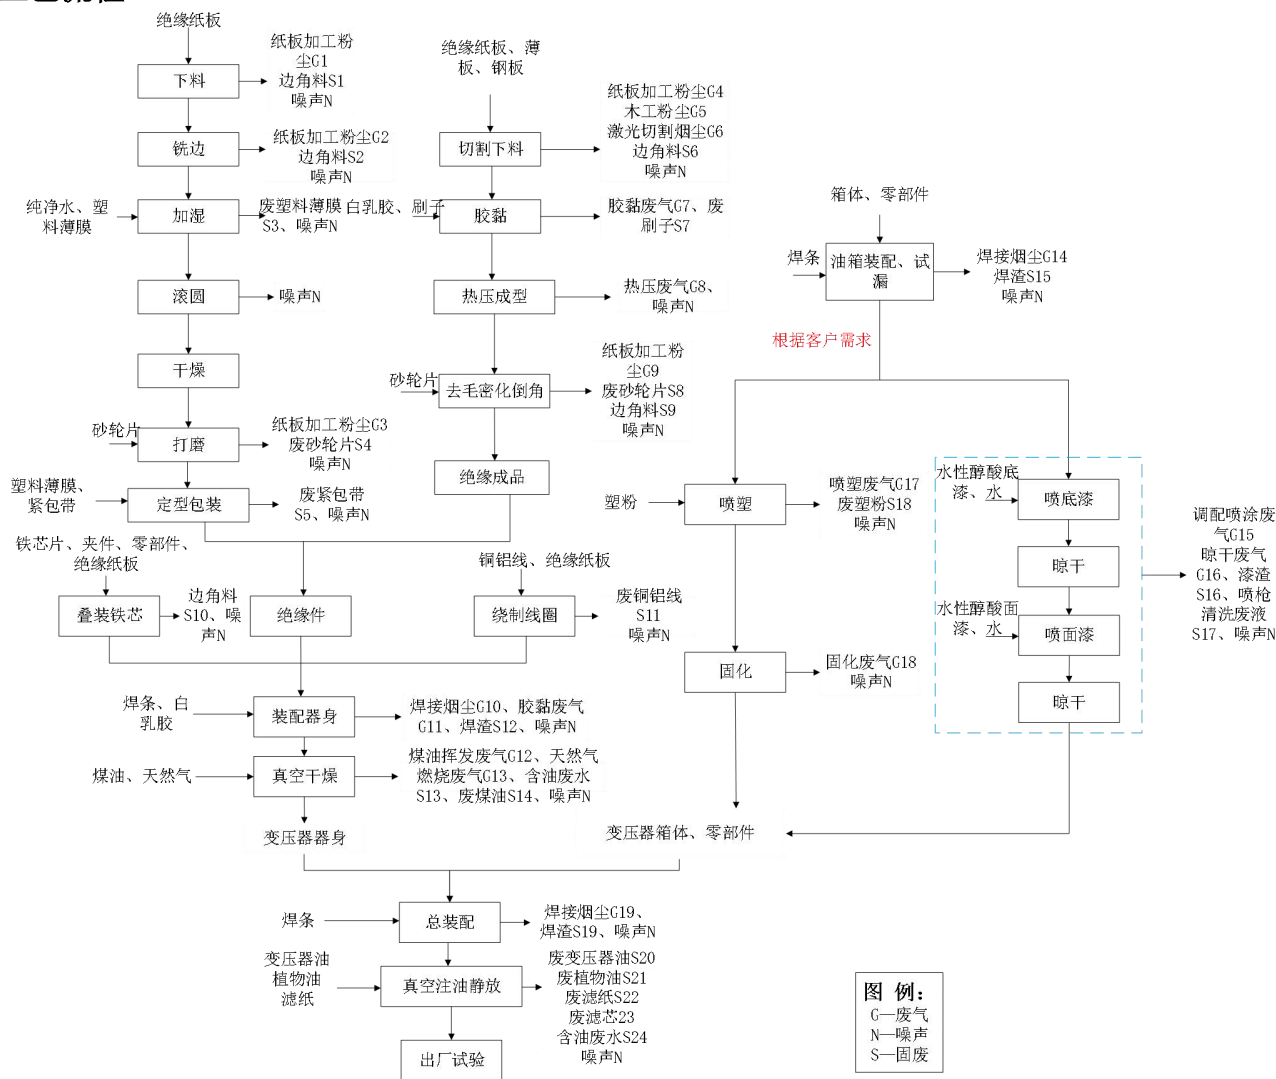 绝缘纸板
纸板加工粉
尘G1
边角料S1
噪声N
下料
铣边
纸板加工粉尘G2
边角料S2
噪声N
纯净水、塑
料薄膜
加湿
废塑料薄膜
S3、噪声N
滚圆
噪声N
干燥
砂轮片
打磨
纸板加工粉尘G3
废砂轮片S4
噪声N
塑料薄膜、
紧包带
定型包装
废紧包带
S5、噪声N
绝缘纸板、薄
板、钢板
切割下料
纸板加工粉尘G4
木工粉尘G5
激光切割烟尘G6
边角料S6
噪声N
白乳胶、刷子
胶黏
胶黏废气G7、废
刷子S7
热压成型
热压废气G8、
噪声N
砂轮片
去毛密化倒角
纸板加工粉
尘G9
废砂轮片S8
边角料S9
噪声N
绝缘成品
铁芯片、夹件、零部件、
绝缘纸板
叠装铁芯
边角料
S10、噪
声N
绝缘件
铜铝线、绝缘纸板
绕制线圈
废铜铝线
S11
噪声N
焊条、白
乳胶
装配器身
焊接烟尘G10、胶黏废气
G11、焊渣S12、噪声N
煤油、天然气
真空干燥
煤油挥发废气G12、天然气
燃烧废气G13、含油废水
S13、废煤油S14、噪声N
变压器器身
箱体、零部件
焊条
油箱装配、试
漏
焊接烟尘G14
焊渣S15
噪声N
根据客户需求
塑粉
喷塑
喷塑废气G17
废塑粉S18
噪声N
固化
固化废气G18
噪声N
水性醇酸底
漆、水
喷底漆
晾干
水性醇酸面
漆、水
喷面漆
晾干
调配喷涂废
气G15
晾干废气
G16、漆渣
S16、喷枪
清洗废液
S17、噪声N
变压器箱体、零部件
焊条
总装配
焊接烟尘G19、
焊渣S19、噪声N
变压器油
植物油
滤纸
真空注油静放
废变压器油S20
废植物油S21
废滤纸S22
废滤芯23
含油废水S24
噪声N
出厂试验
图 例：
G—废气
N—噪声
S—固废